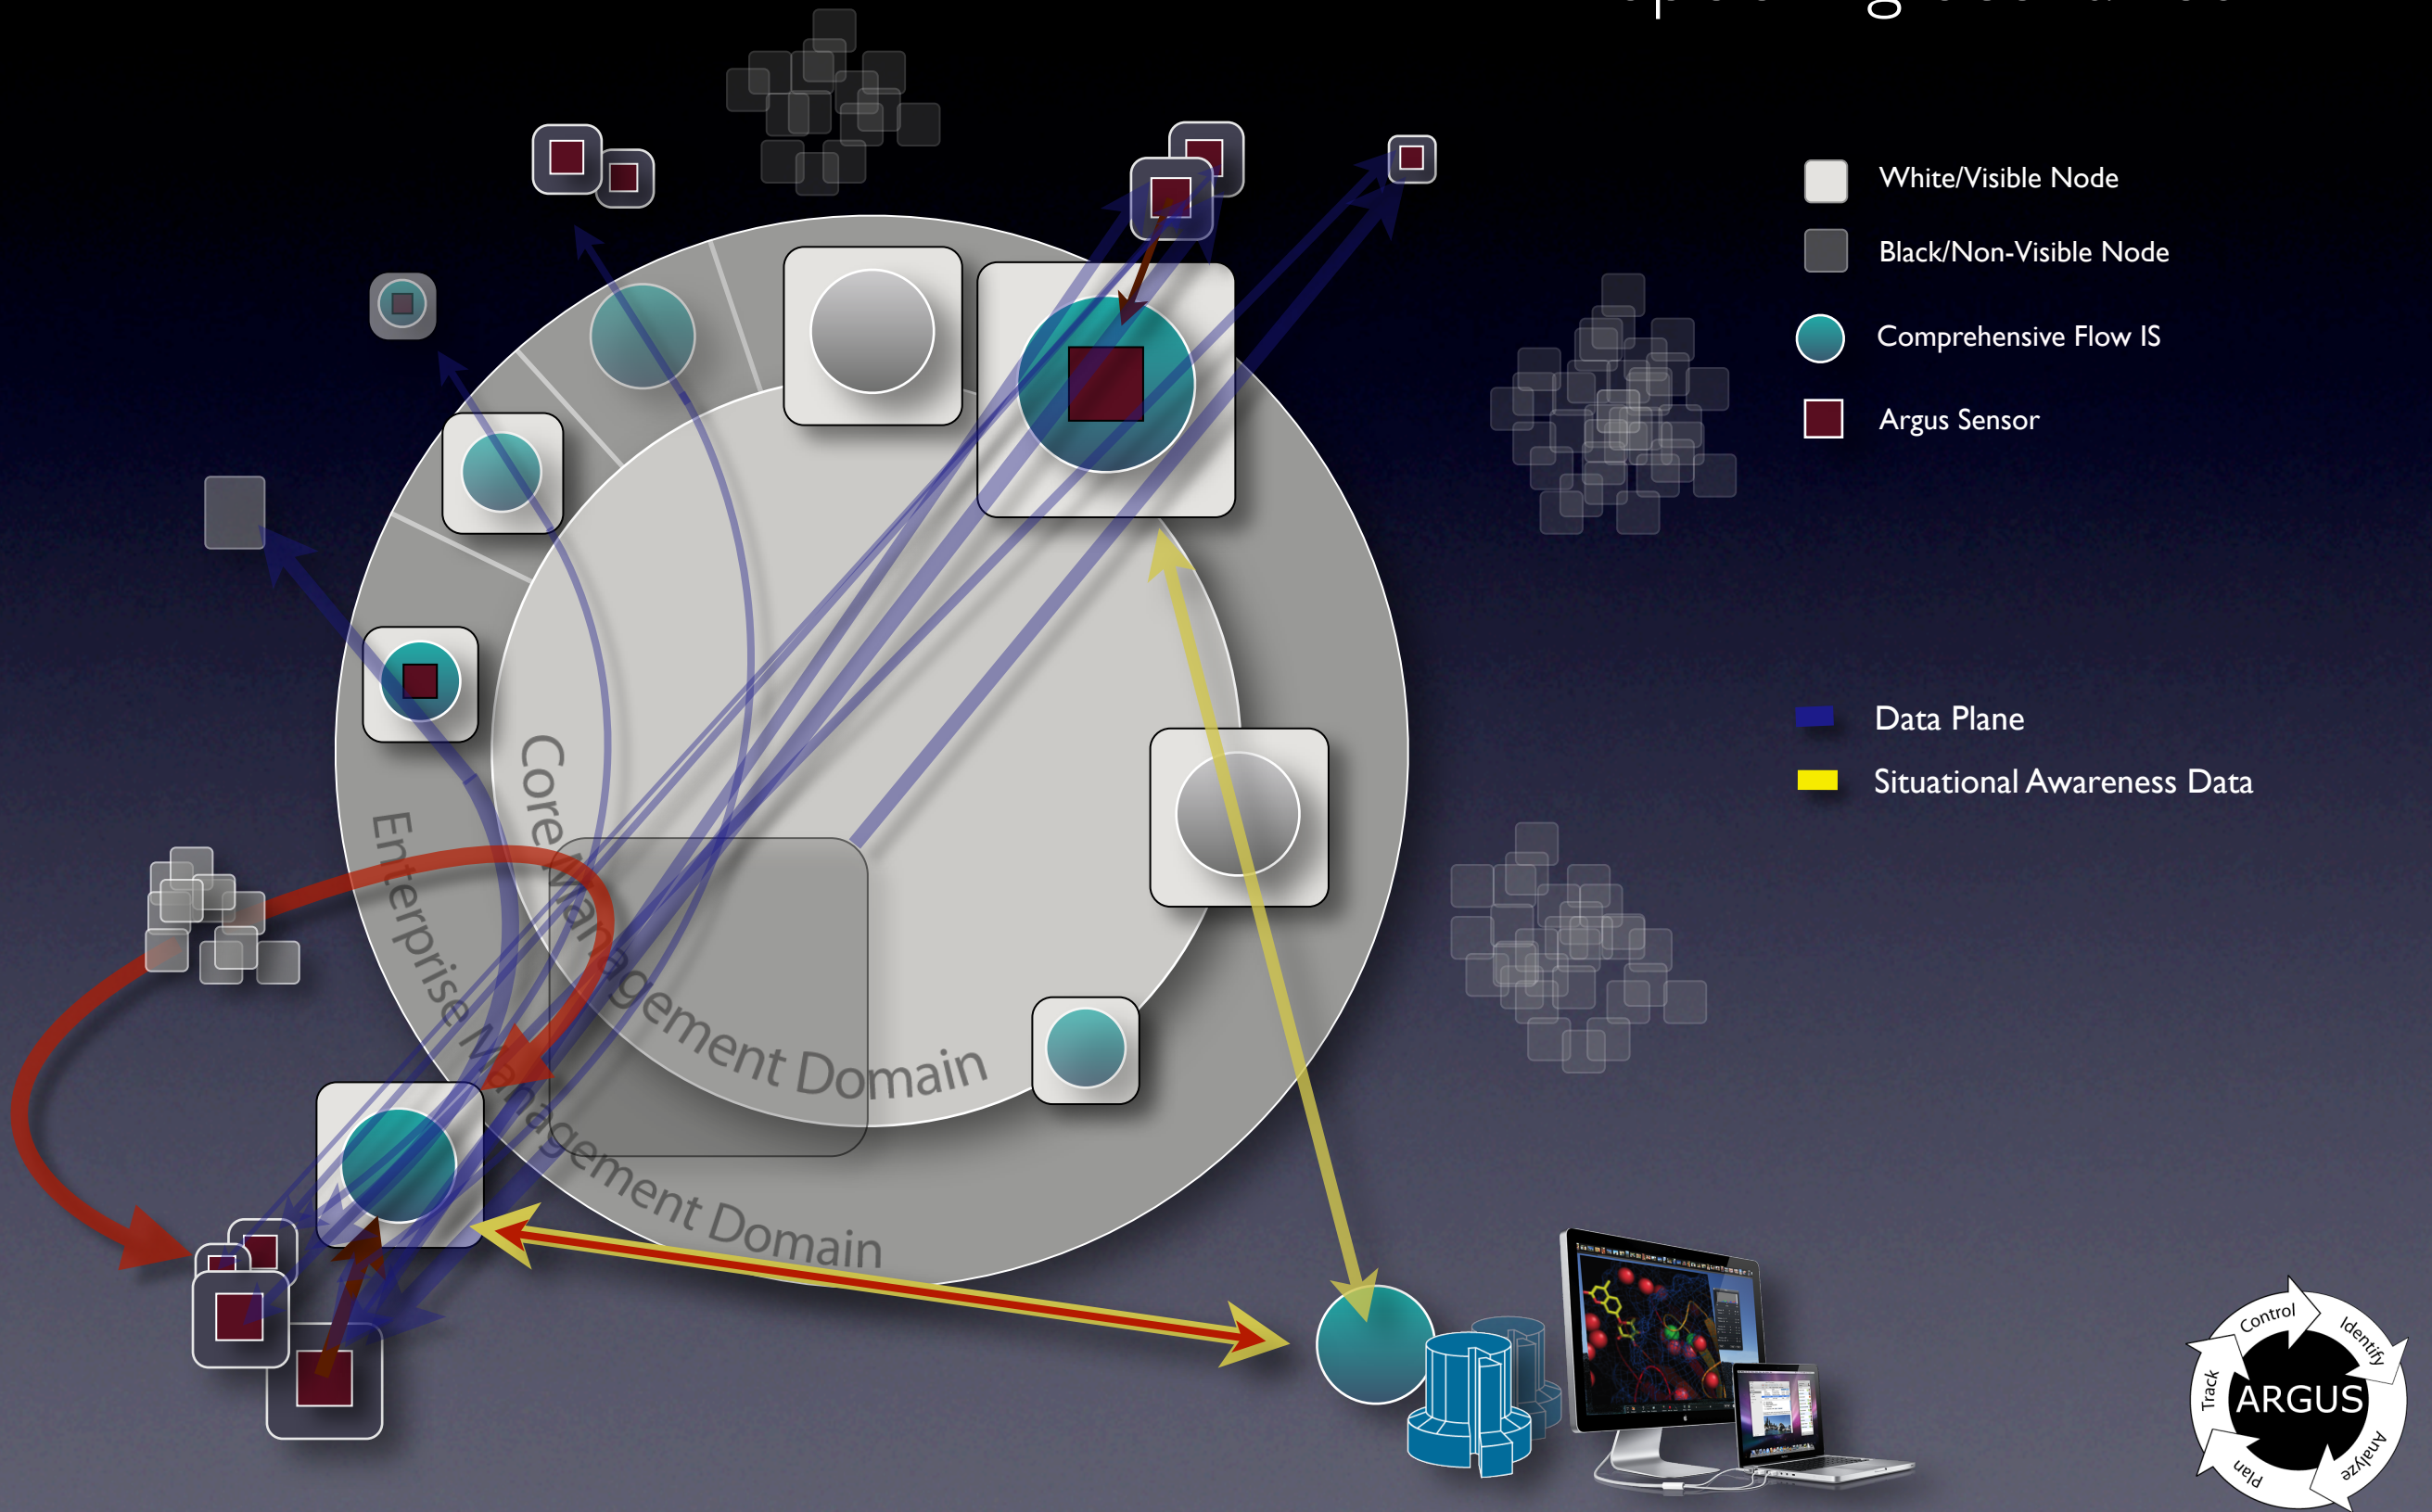 White/Visible Node
Black/Non-Visible Node
Comprehensive Flow IS
Argus Sensor
Data Plane
Situational Awareness Data
Core Management Domain
Enterprise Management Domain
Control
Identify
Analyze
Plan
Track
ARGUS